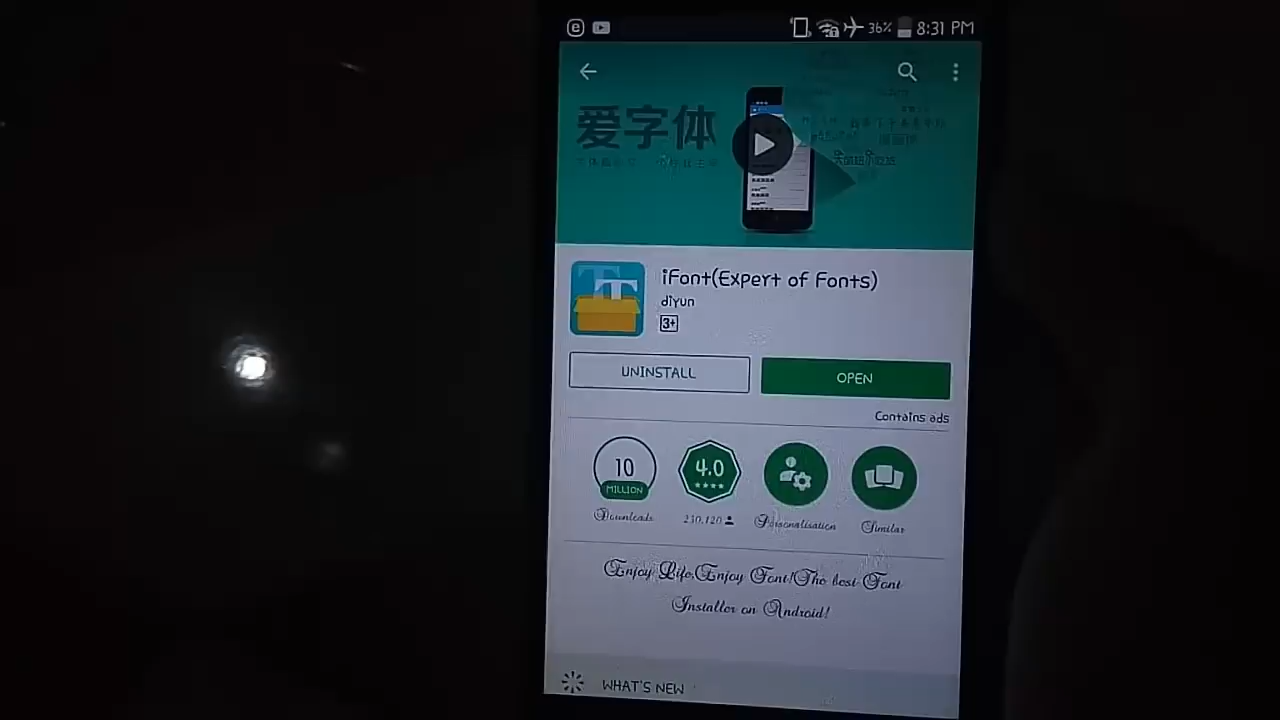 36% 8:31 PM
爱字体
iFont(Expert of Fonts)
diyun
3+
UNINSTALL
OPEN
Contains ads
10
MILLION
4.0
Downloads
230,120
Personalisation
Similar
Enjoy Life,Enjoy Font!The best Font
Installer on Android!
WHAT'S NEW